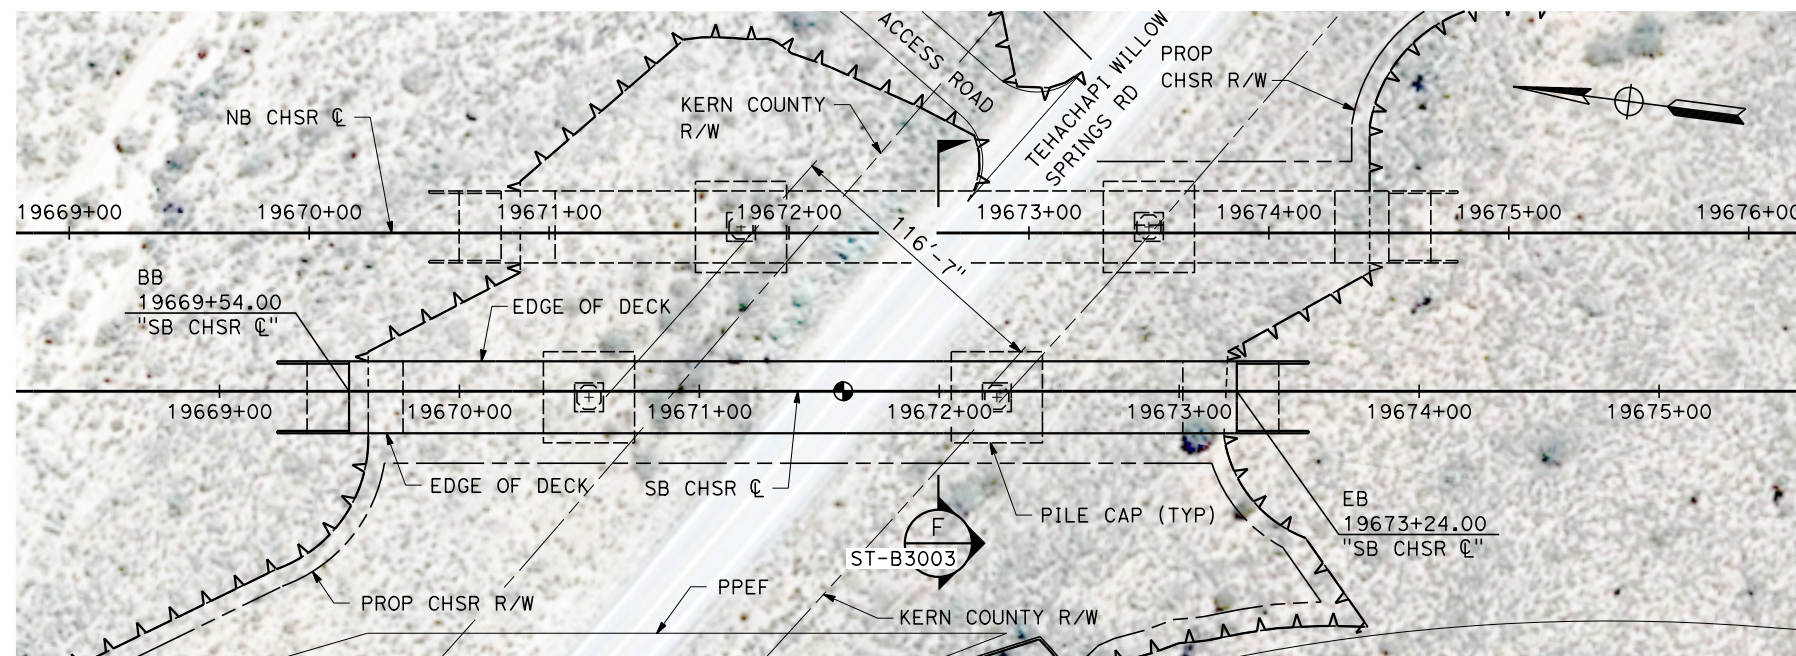 ACCESS ROAD
TEHACHAPI WILLOW
SPRINGS RD
PROP
CHSR R/W
KERN COUNTY
R/W
NB CHSR ℄
19669+00
19670+00
19671+00
19672+00
19673+00
19674+00
19675+00
19676+00
116'-7"
BB
19669+54.00
"SB CHSR ℄"
EDGE OF DECK
19669+00
19670+00
19671+00
19672+00
19673+00
19674+00
19675+00
EDGE OF DECK
SB CHSR ℄
PILE CAP (TYP)
EB
19673+24.00
"SB CHSR ℄"
F
ST-B3003
PROP CHSR R/W
PPEF
KERN COUNTY R/W